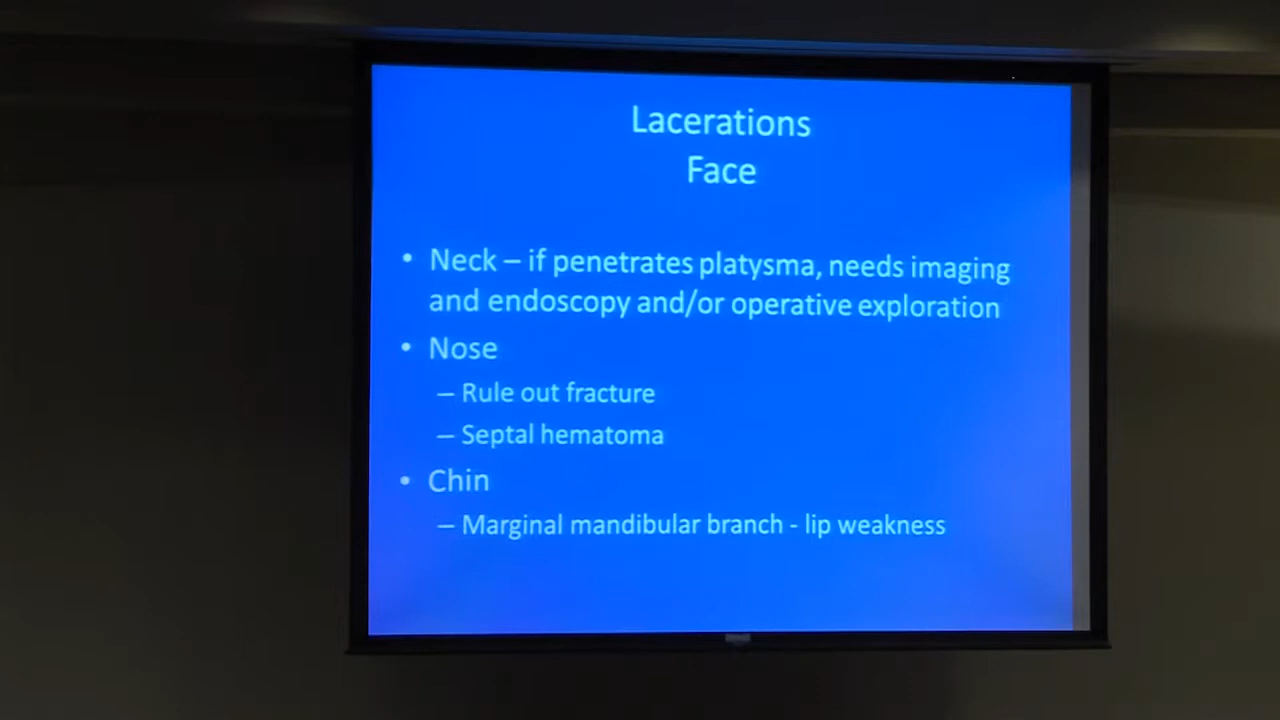 Lacerations
Face
• Neck – if penetrates platysma, needs imaging
and endoscopy and/or operative exploration
• Nose
– Rule out fracture
– Septal hematoma
• Chin
– Marginal mandibular branch - lip weakness